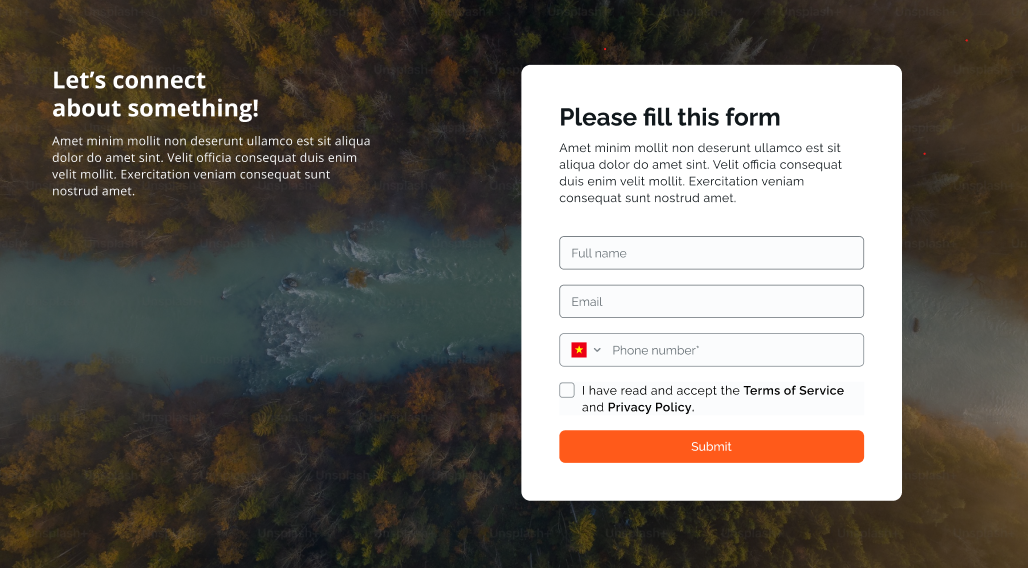 Let's connect
about something!
Amet minim mollit non deserunt ullamco est sit aliqua
dolor do amet sint. Velit officia consequat duis enim
velit mollit. Exercitation veniam consequat sunt
nostrud amet.
Please fill this form
Amet minim mollit non deserunt ullamco est sit
aliqua dolor do amet sint. Velit officia consequat
duis enim velit mollit. Exercitation veniam
consequat sunt nostrud amet.
Full name
Email
Phone number*
I have read and accept the Terms of Service
and Privacy Policy.
Submit